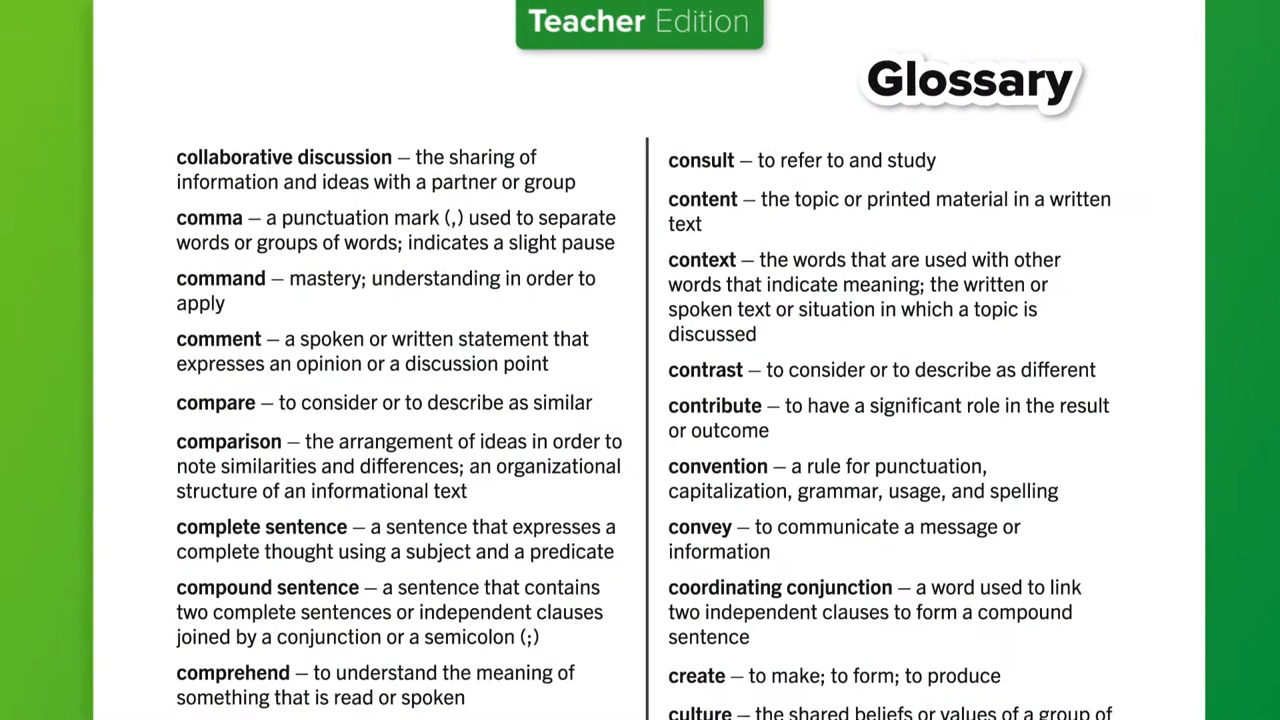 Teacher Edition
Glossary
collaborative discussion – the sharing of
information and ideas with a partner or group
comma – a punctuation mark (,) used to separate
words or groups of words; indicates a slight pause
command – mastery; understanding in order to
apply
comment – a spoken or written statement that
expresses an opinion or a discussion point
compare – to consider or to describe as similar
comparison – the arrangement of ideas in order to
note similarities and differences; an organizational
structure of an informational text
complete sentence – a sentence that expresses a
complete thought using a subject and a predicate
compound sentence – a sentence that contains
two complete sentences or independent clauses
joined by a conjunction or a semicolon (;)
comprehend – to understand the meaning of
something that is read or spoken
consult – to refer to and study
content – the topic or printed material in a written
text
context – the words that are used with other
words that indicate meaning; the written or
spoken text or situation in which a topic is
discussed
contrast – to consider or to describe as different
contribute – to have a significant role in the result
or outcome
convention – a rule for punctuation,
capitalization, grammar, usage, and spelling
convey – to communicate a message or
information
coordinating conjunction – a word used to link
two independent clauses to form a compound
sentence
create – to make; to form; to produce
culture – the shared beliefs or values of a group of